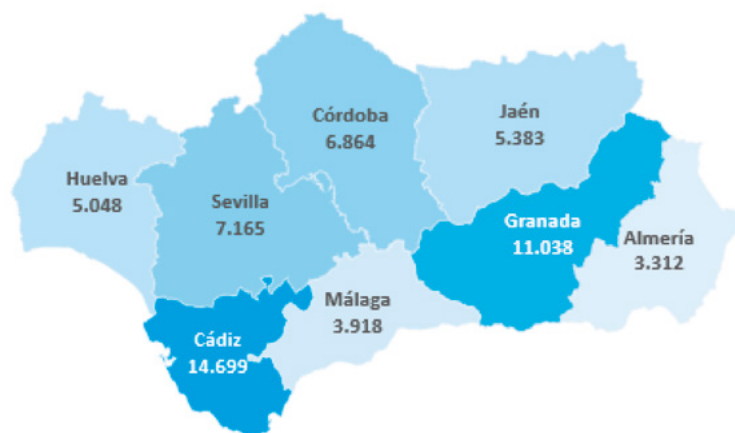 Córdoba
6.864
Jaén
5.383
Huelva
5.048
Sevilla
7.165
Granada
11.038
Almería
3.312
Málaga
3.918
Cádiz
14.699